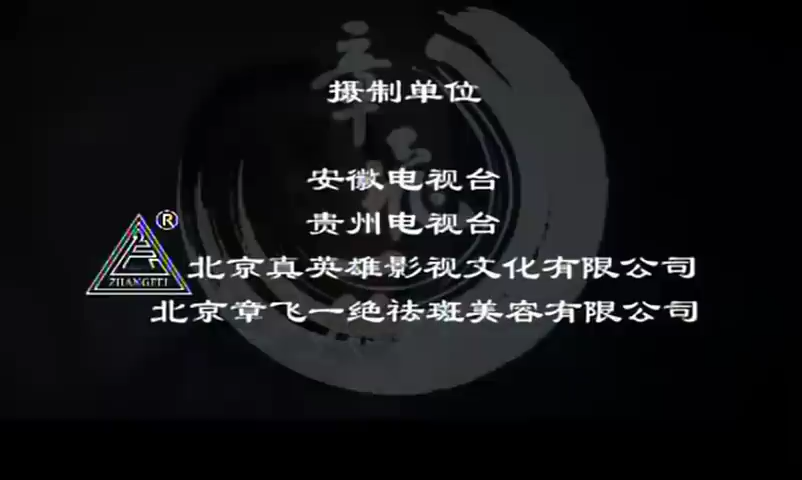 摄制单位
安徽电视台
贵州电视台
®
ZHANGFEI
北京真英雄影视文化有限公司
北京章飞一绝祛斑美容有限公司